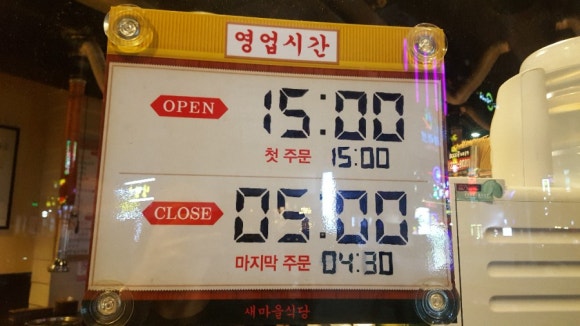 영업시간
OPEN 15:00
첫 주문 15:00
CLOSE 05:00
마지막 주문 04:30
새마을식당